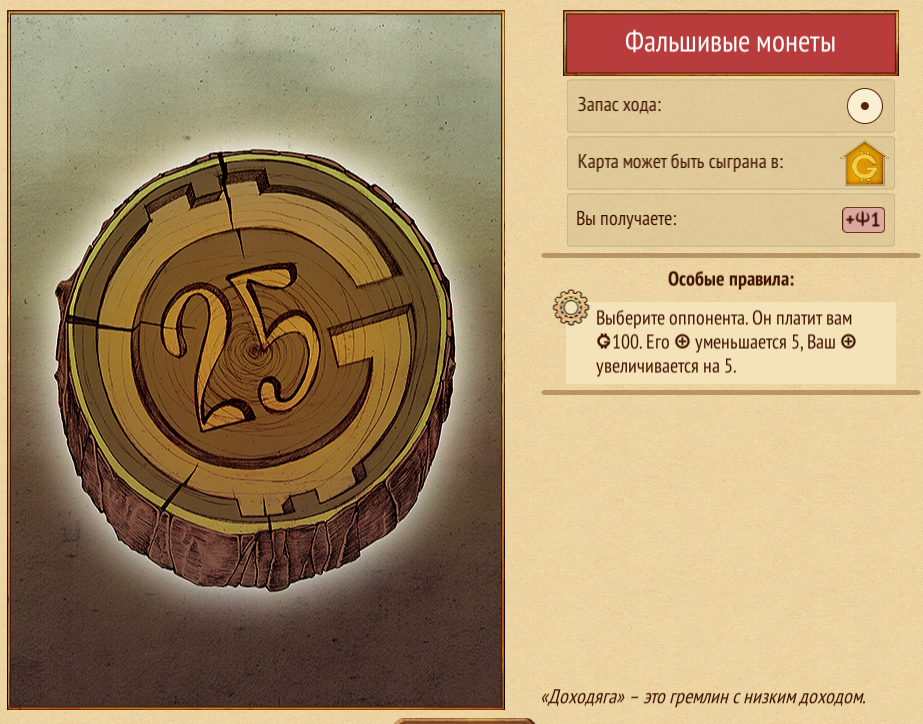 Фальшивые монеты
Запас хода:
Карта может быть сыграна в:
G
Вы получаете:
+1
25
Особые правила:
Выберите оппонента. Он платит вам
100. Его ⊕ уменьшается 5, Ваш ⊕
увеличивается на 5.
«Доходяга» – это гремлин с низким доходом.